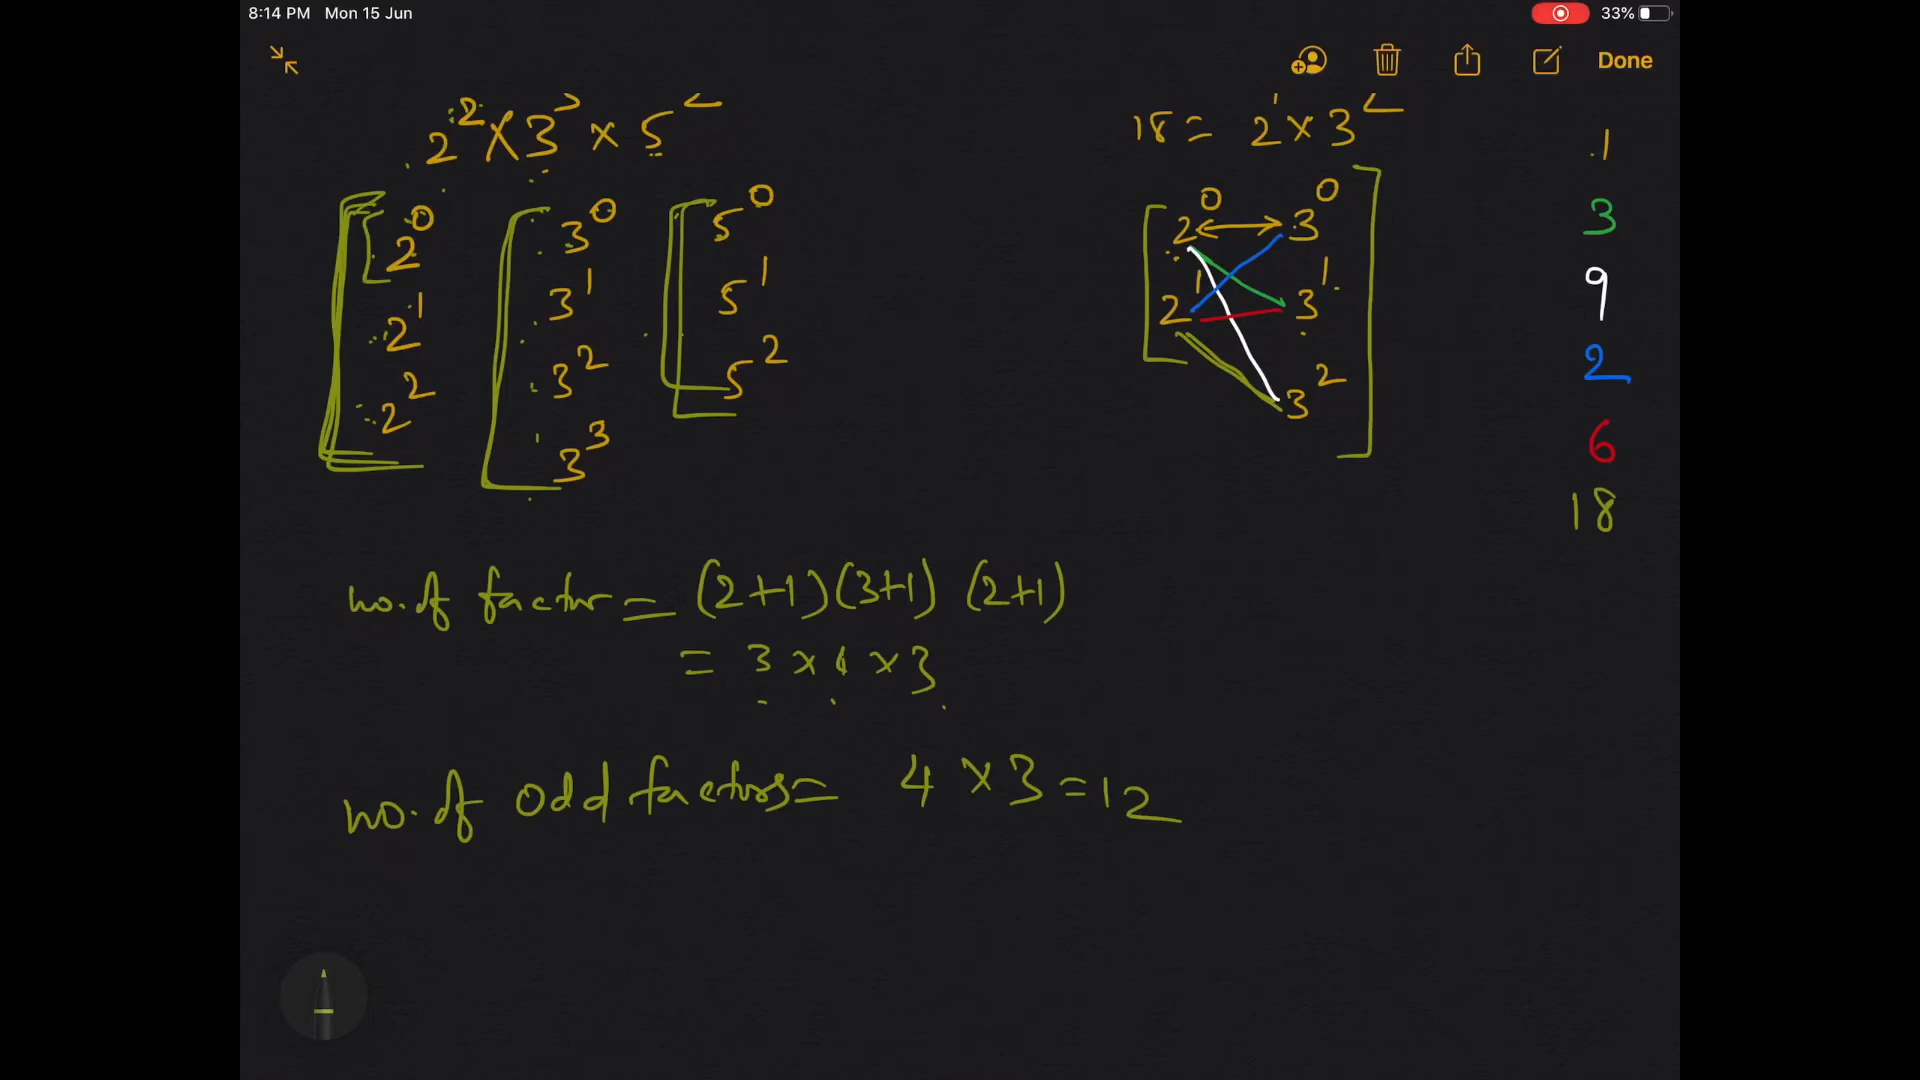 8:14 PM Mon 15 Jun
33%
Done
2² × 3³ × 5²
2⁰ 3⁰ 5⁰
2¹ 3¹ 5¹
2² 3² 5²
3³
18 = 2¹ × 3²
2⁰ 3⁰
2¹ 3¹
3²
1
3
9
2
6
18
no. of factor = (2+1)(3+1) (2+1)
= 3 × 4 × 3
no. of odd factors = 4 × 3 = 12